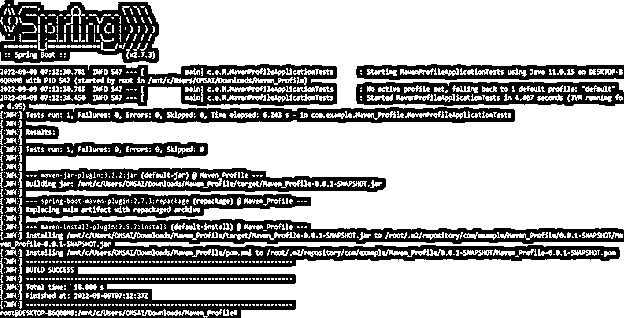 Spring
:: Spring Boot ::                (v2.7.3)
2022-09-09 07:12:30.761  INFO 547 --- [           main] c.e.M.MavenProfileApplicationTests       : Starting MavenProfileApplicationTests using Java 11.0.15 on DESKTOP-B
6Q00MB with PID 547 (started by root in /mnt/c/Users/OMSAI/Downloads/Maven_Profile)
2022-09-09 07:12:30.763  INFO 547 --- [           main] c.e.M.MavenProfileApplicationTests       : No active profile set, falling back to 1 default profile: "default"
2022-09-09 07:12:34.450  INFO 547 --- [           main] c.e.M.MavenProfileApplicationTests       : Started MavenProfileApplicationTests in 4.467 seconds (JVM running fo
[INFO] Tests run: 1, Failures: 0, Errors: 0, Skipped: 0, Time elapsed: 6.243 s - in com.example.Maven_Profile.MavenProfileApplicationTests
[INFO]
[INFO] Results:
[INFO]
[INFO] Tests run: 1, Failures: 0, Errors: 0, Skipped: 0
[INFO]
[INFO]
[INFO] --- maven-jar-plugin:3.2.2:jar (default-jar) @ Maven_Profile ---
[INFO] Building jar: /mnt/c/Users/OMSAI/Downloads/Maven_Profile/target/Maven_Profile-0.0.1-SNAPSHOT.jar
[INFO]
[INFO] --- spring-boot-maven-plugin:2.7.3:repackage (repackage) @ Maven_Profile ---
[INFO] Replacing main artifact with repackaged archive
[INFO]
[INFO] --- maven-install-plugin:2.5.2:install (default-install) @ Maven_Profile ---
[INFO] Installing /mnt/c/Users/OMSAI/Downloads/Maven_Profile/target/Maven_Profile-0.0.1-SNAPSHOT.jar to /root/.m2/repository/com/example/Maven_Profile/0.0.1-SNAPSHOT/Ma
ven_Profile-0.0.1-SNAPSHOT.jar
[INFO] Installing /mnt/c/Users/OMSAI/Downloads/Maven_Profile/pom.xml to /root/.m2/repository/com/example/Maven_Profile/0.0.1-SNAPSHOT/Maven_Profile-0.0.1-SNAPSHOT.pom
[INFO] ------------------------------------------------------------------------
[INFO] BUILD SUCCESS
[INFO] ------------------------------------------------------------------------
[INFO] Total time:  18.000 s
[INFO] Finished at: 2022-09-09T07:12:37Z
[INFO] ------------------------------------------------------------------------
root@DESKTOP-B6Q00MB:/mnt/c/Users/OMSAI/Downloads/Maven_Profile#